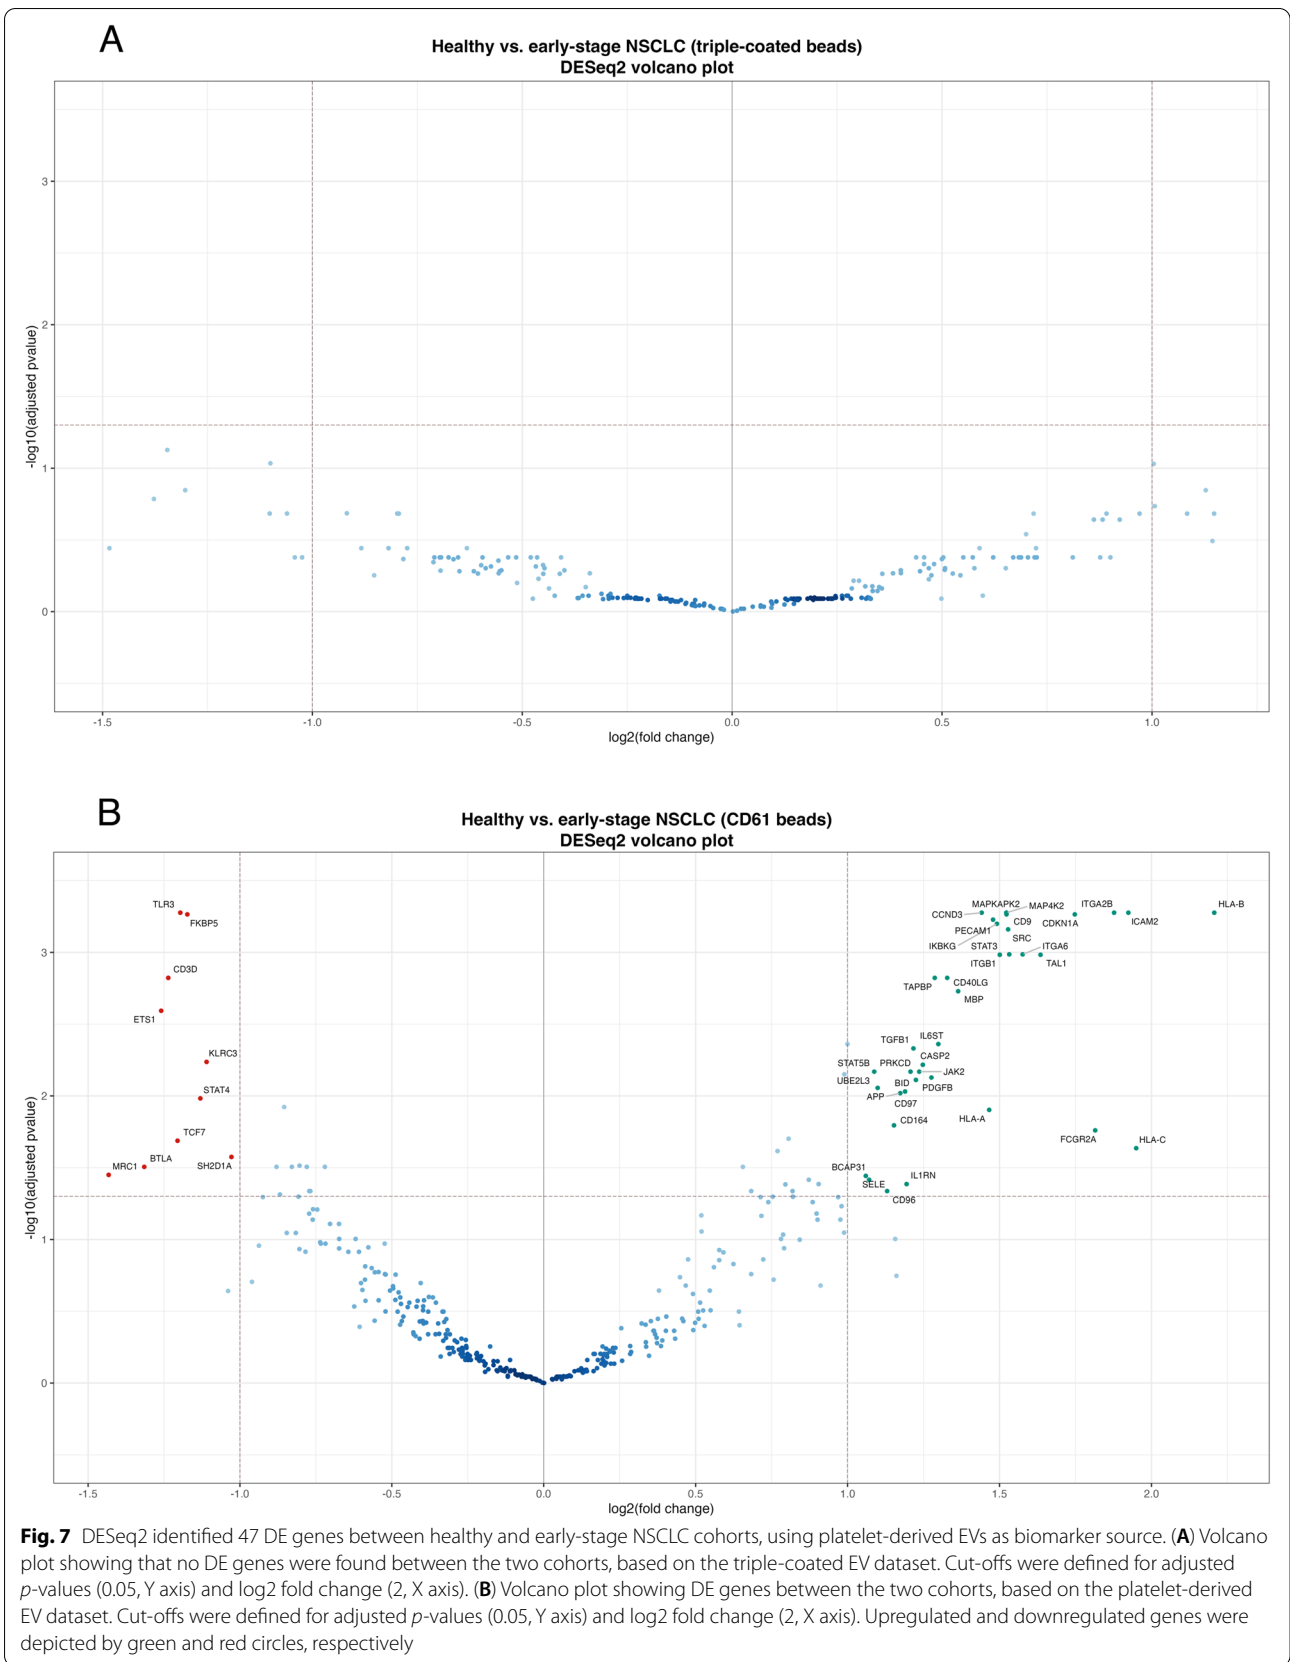 A
Healthy vs. early-stage NSCLC (triple-coated beads)
DESeq2 volcano plot
-log10(adjusted pvalue)
3
2
1
0
-1.5
-1.0
-0.5
0.0
0.5
1.0
log2(fold change)
B
Healthy vs. early-stage NSCLC (CD61 beads)
DESeq2 volcano plot
-log10(adjusted pvalue)
3
2
1
0
TLR3
FKBP5
CD3D
ETS1
KLRC3
STAT4
TCF7
BTLA
MRC1
SH2D1A
MAPKAPK2
MAP4K2
ITGA2B
HLA-B
CCND3
CD9
CDKN1A
ICAM2
PECAM1
SRC
IKBKG
STAT3
ITGA6
ITGB1
TAL1
TAPBP
CD40LG
MBP
TGFB1
IL6ST
STAT5B
PRKCD
CASP2
JAK2
UBE2L3
BID
PDGFB
APP
CD97
HLA-A
CD164
FCGR2A
HLA-C
BCAP31
IL1RN
SELE
CD96
-1.5
-1.0
-0.5
0.0
0.5
1.0
1.5
2.0
log2(fold change)
Fig. 7 DESeq2 identified 47 DE genes between healthy and early-stage NSCLC cohorts, using platelet-derived EVs as biomarker source. (A) Volcano
plot showing that no DE genes were found between the two cohorts, based on the triple-coated EV dataset. Cut-offs were defined for adjusted
p-values (0.05, Y axis) and log2 fold change (2, X axis). (B) Volcano plot showing DE genes between the two cohorts, based on the platelet-derived
EV dataset. Cut-offs were defined for adjusted p-values (0.05, Y axis) and log2 fold change (2, X axis). Upregulated and downregulated genes were
depicted by green and red circles, respectively